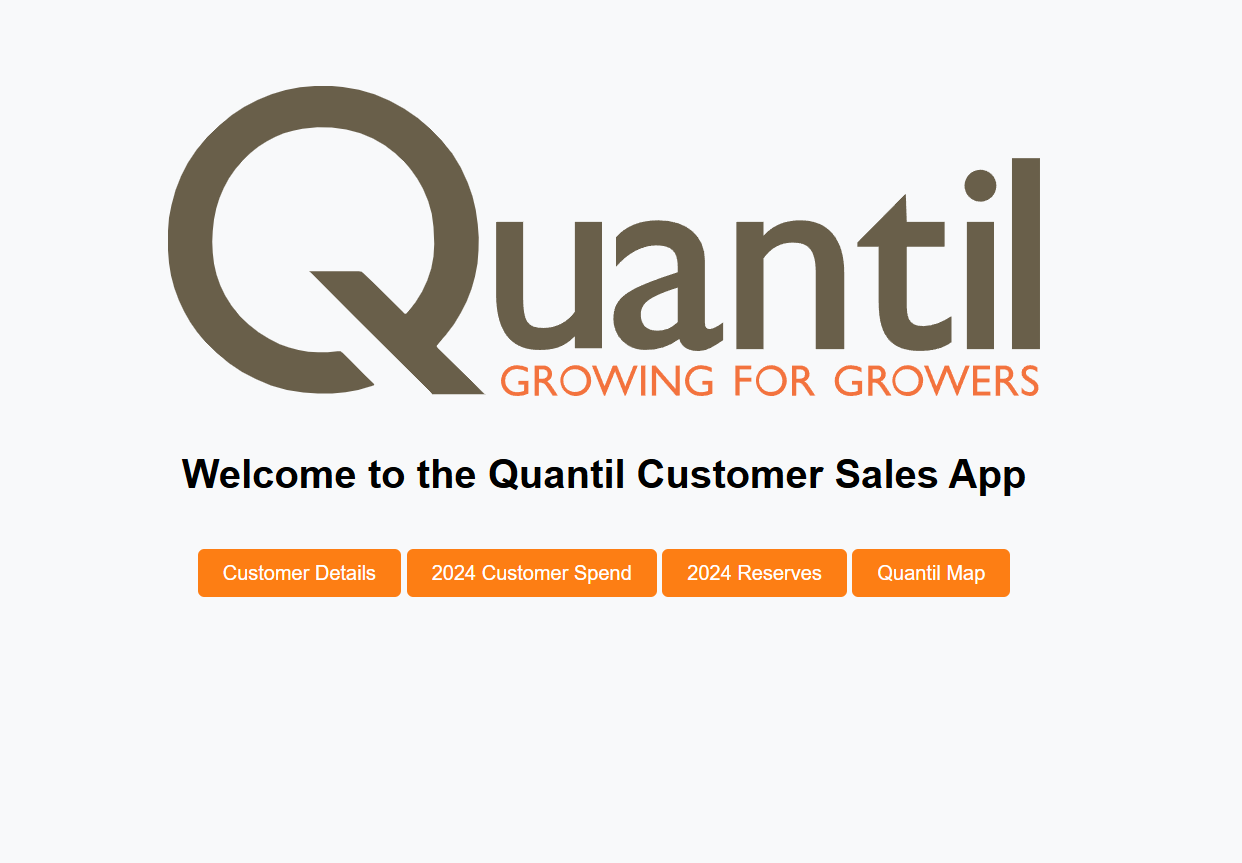 Quantil
GROWING FOR GROWERS
Welcome to the Quantil Customer Sales App
Customer Details 2024 Customer Spend 2024 Reserves Quantil Map